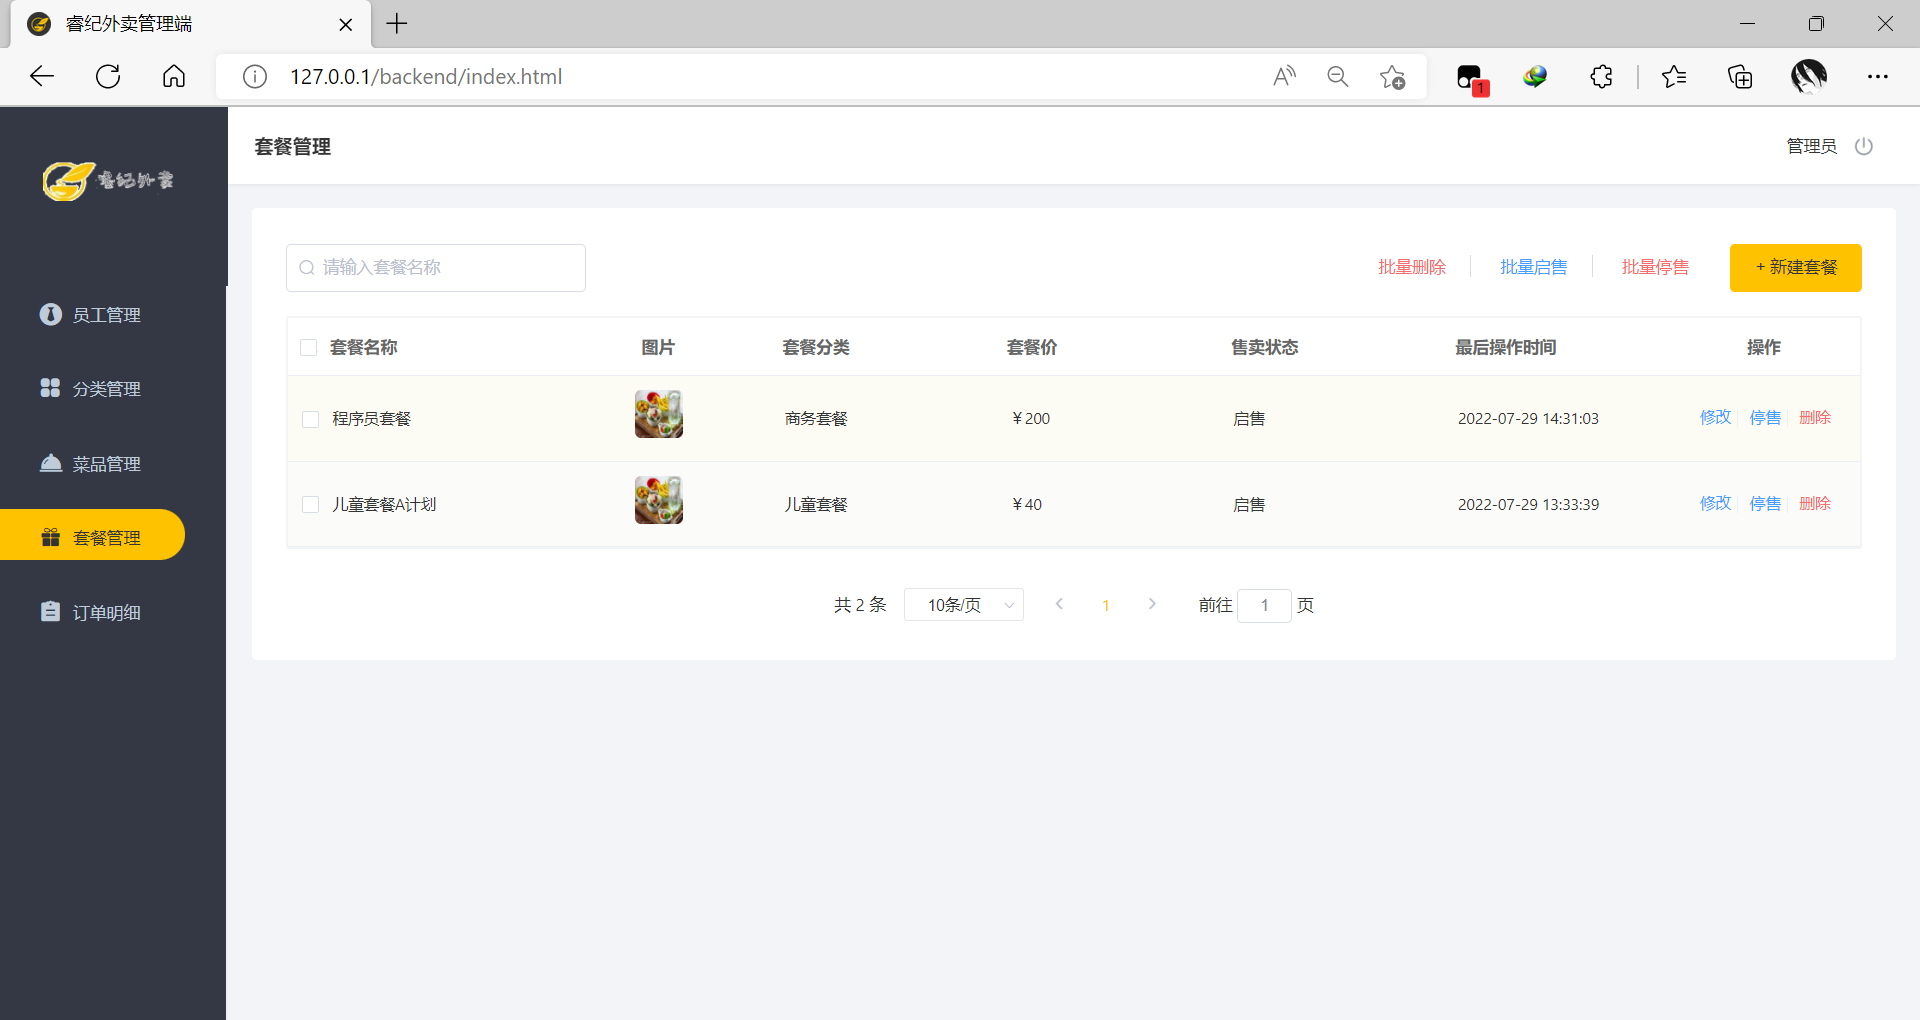 睿纪外卖管理端
127.0.0.1/backend/index.html
1
睿纪外卖
套餐管理
管理员
员工管理
分类管理
菜品管理
套餐管理
订单明细
请输入套餐名称
批量删除 批量启售 批量停售 + 新建套餐
套餐名称 图片 套餐分类 套餐价 售卖状态 最后操作时间 操作
程序员套餐 商务套餐 ￥200 启售 2022-07-29 14:31:03 修改 停售 删除
儿童套餐A计划 儿童套餐 ￥40 启售 2022-07-29 13:33:39 修改 停售 删除
共 2 条 10条/页 1 前往 1 页